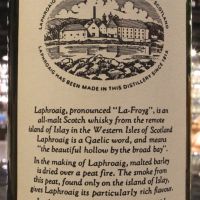 LAPHROAIG,
SCOTLAND
LAPHROAIG HAS BEEN MADE IN THIS DISTILLERY SINCE 1815.
Laphroaig, pronounced "La-Froyg", is an
all-malt Scotch whisky from the remote
island of Islay in the Western Isles of Scotland
Laphroaig is a Gaelic word, and means
"the beautiful hollow by the broad bay".
In the making of Laphroaig, malted barley
is dried over a peat fire. The smoke from
this peat, found only on the island of Islay,
gives Laphroaig its particularly rich flavour.